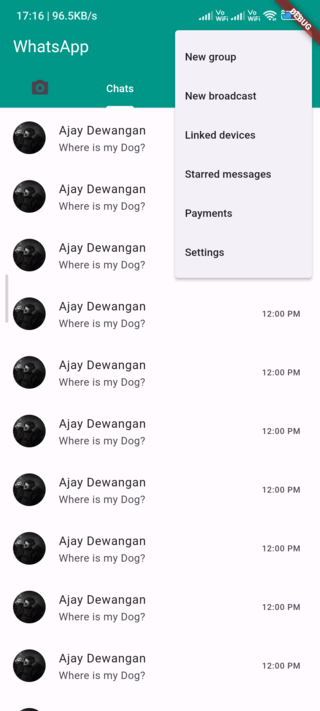 17:16 | 96.5KB/s
Vo WiFi
Vo WiFi
DEBUG
WhatsApp
Chats
New group
New broadcast
Linked devices
Starred messages
Payments
Settings
Ajay Dewangan
Where is my Dog?
Ajay Dewangan
Where is my Dog?
Ajay Dewangan
Where is my Dog?
Ajay Dewangan
Where is my Dog?
12:00 PM
Ajay Dewangan
Where is my Dog?
12:00 PM
Ajay Dewangan
Where is my Dog?
12:00 PM
Ajay Dewangan
Where is my Dog?
12:00 PM
Ajay Dewangan
Where is my Dog?
12:00 PM
Ajay Dewangan
Where is my Dog?
12:00 PM
Ajay Dewangan
Where is my Dog?
12:00 PM